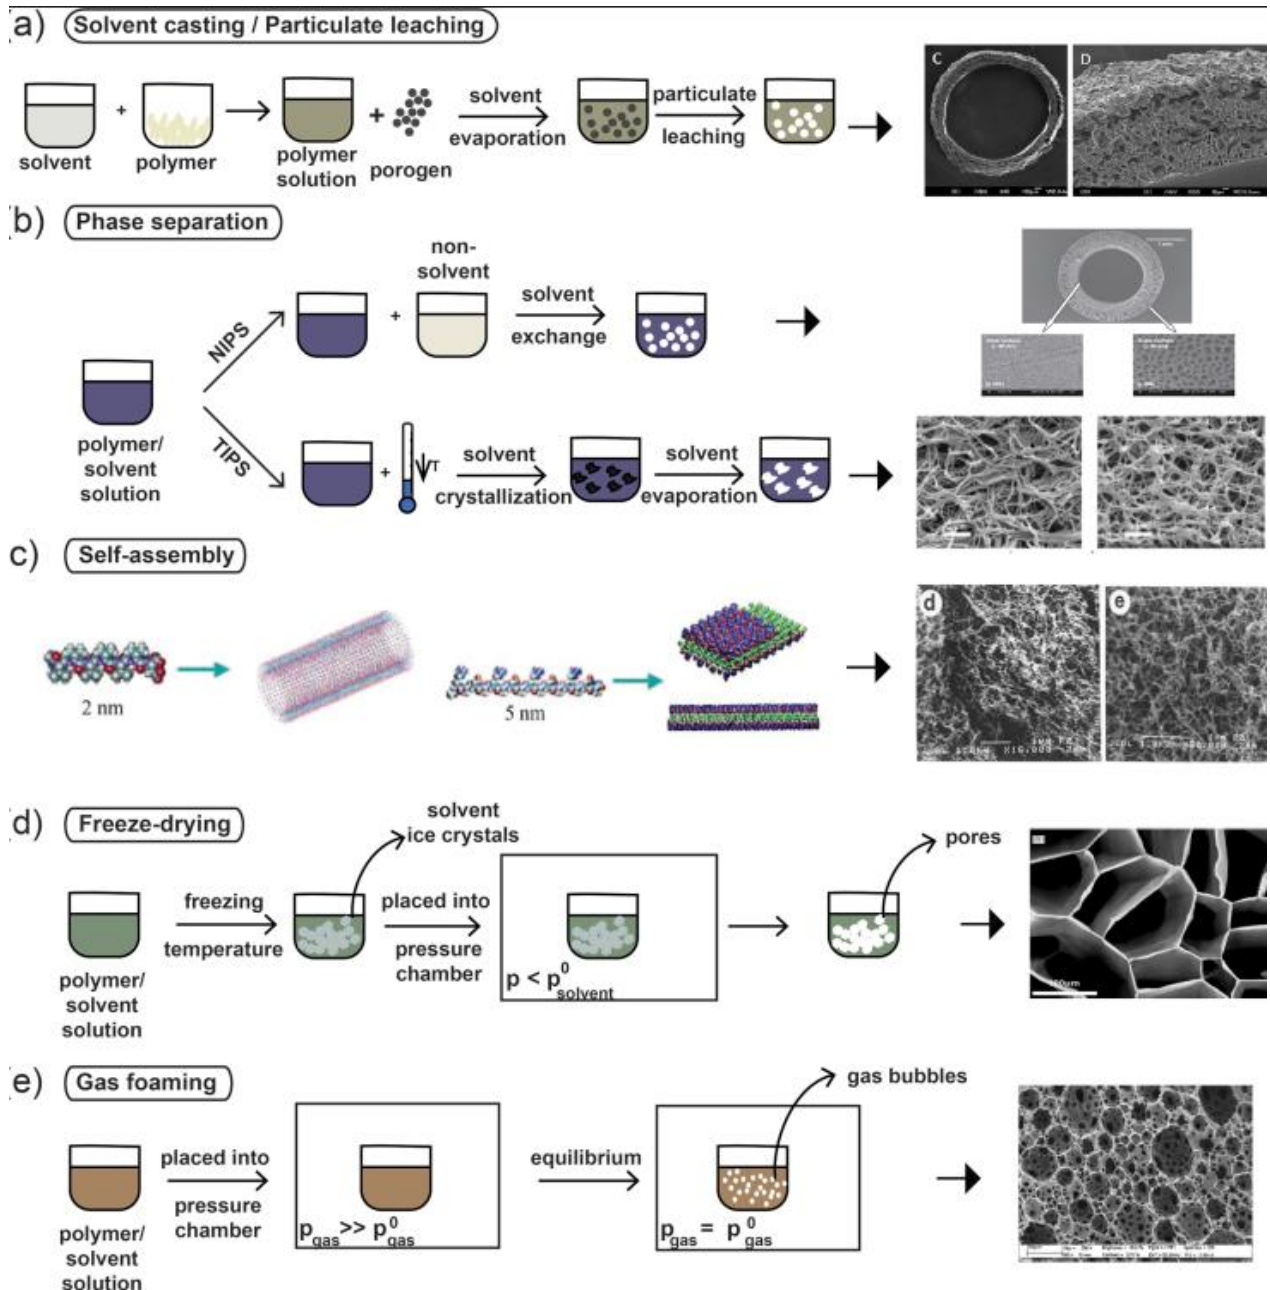 (a) Solvent casting / Particulate leaching
C
D
+
+
solvent
evaporation
particulate
leaching
solvent
polymer
polymer
solution
porogen
(b) Phase separation
non-
solvent
NIPS
+
solvent
exchange
polymer/
solvent
solution
TIPS
+
T
solvent
crystallization
solvent
evaporation
c) Self-assembly
2 nm
5 nm
d
e
(d) Freeze-drying
solvent
ice crystals
pores
freezing
temperature
placed into
pressure
chamber
p < p⁰solvent
polymer/
solvent
solution
(e) Gas foaming
gas bubbles
placed into
pressure
chamber
equilibrium
pgas >> p⁰gas
pgas = p⁰gas
polymer/
solvent
solution